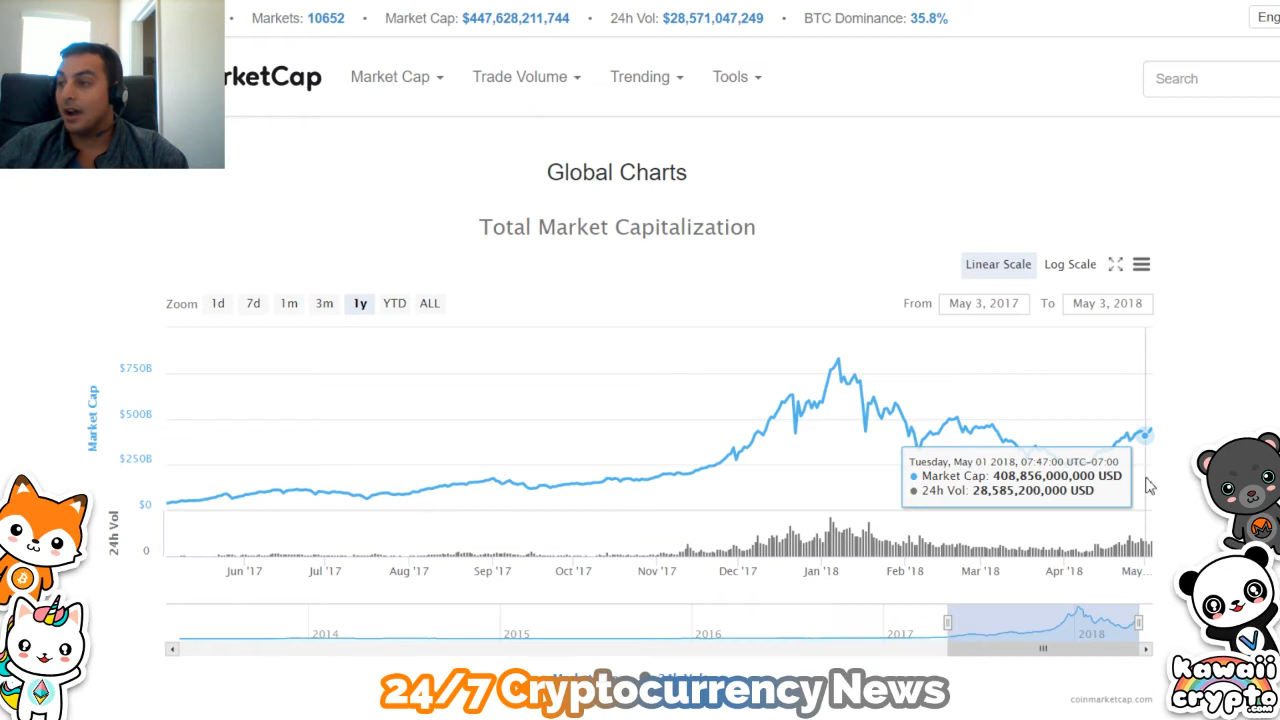 Markets: 10652 • Market Cap: $447,628,211,744 • 24h Vol: $28,571,047,249 • BTC Dominance: 35.8%
Eng
rketCap
Market Cap
Trade Volume
Trending
Tools
Search
Global Charts
Total Market Capitalization
Linear Scale
Log Scale
Zoom 1d 7d 1m 3m 1y YTD ALL
From May 3, 2017 To May 3, 2018
Market Cap
$750B
$500B
$250B
$0
Tuesday, May 01 2018, 07:47:00 UTC-07:00
Market Cap: 408,856,000,000 USD
24h Vol: 28,585,200,000 USD
24h Vol
0
Jun '17 Jul '17 Aug '17 Sep '17 Oct '17 Nov '17 Dec '17 Jan '18 Feb '18 Mar '18 Apr '18 May...
2014 2015 2016 2017 2018
24/7 Cryptocurrency News
coinmarketcap.com
kawaii
crypto
.com